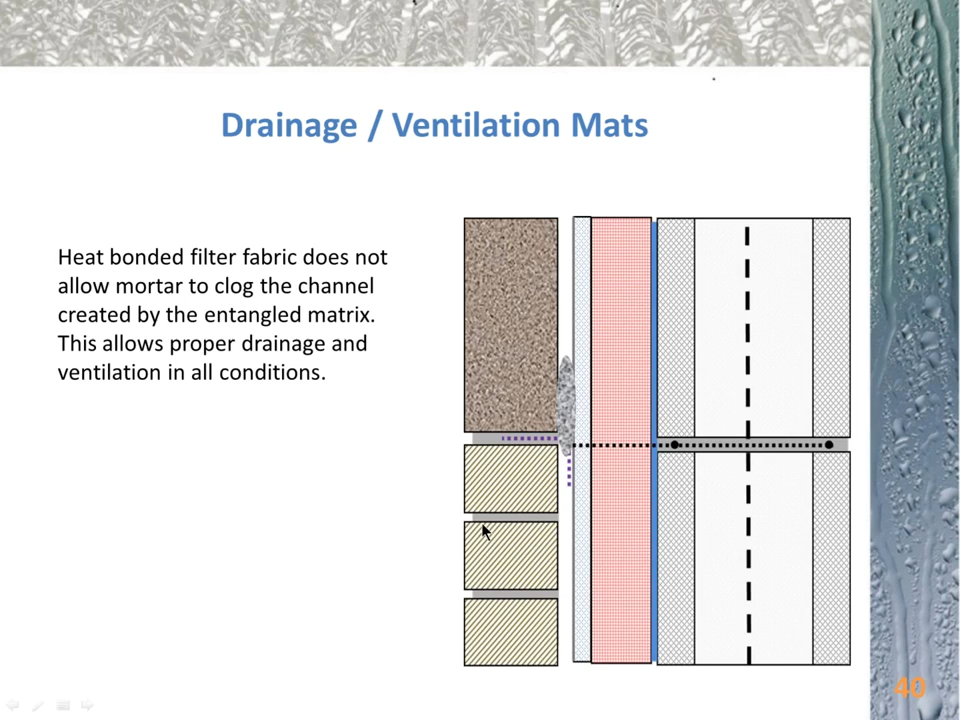 Drainage / Ventilation Mats
Heat bonded filter fabric does not
allow mortar to clog the channel
created by the entangled matrix.
This allows proper drainage and
ventilation in all conditions.
40